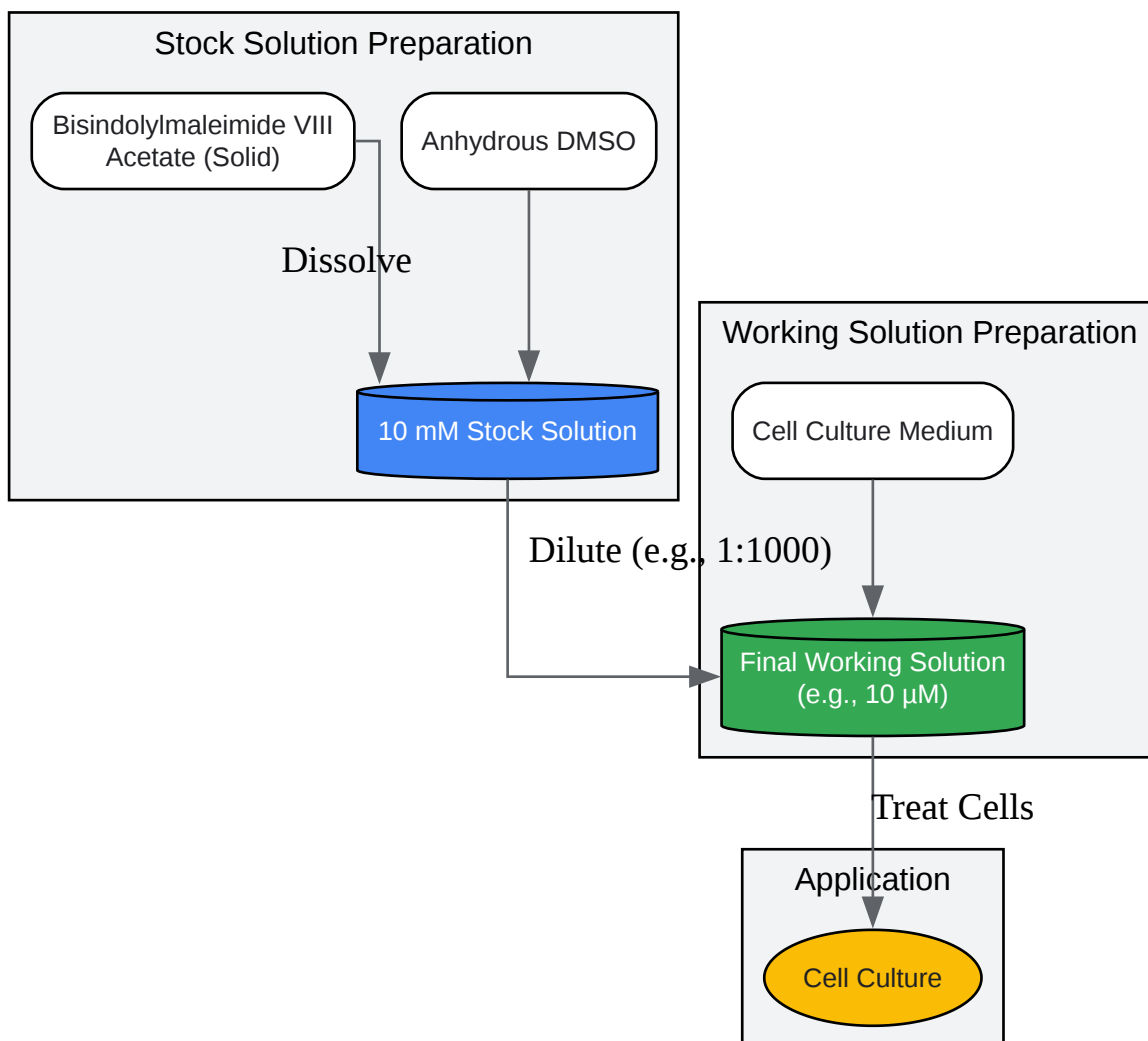 Stock Solution Preparation
Bisindolylmaleimide VIII
Acetate (Solid)
Anhydrous DMSO
Dissolve
10 mM Stock Solution
Working Solution Preparation
Cell Culture Medium
Dilute (e.g., 1:1000)
Final Working Solution
(e.g., 10 µM)
Treat Cells
Application
Cell Culture